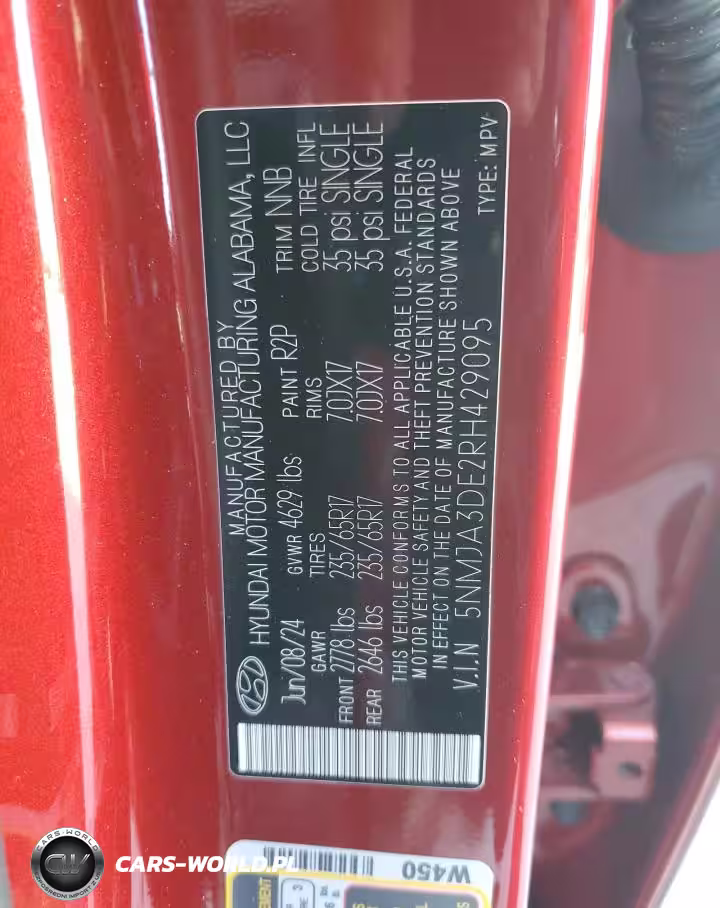 MANUFACTURED BY
HYUNDAI MOTOR MANUFACTURING ALABAMA, LLC
Jun/08/24 GVWR 4629 lbs PAINT R2P TRIM NNB
GAWR TIRES RIMS COLD TIRE INFL
FRONT 2778 lbs 235/65R17 7.0JX17 35 psi SINGLE
REAR 2646 lbs 235/65R17 7.0JX17 35 psi SINGLE
THIS VEHICLE CONFORMS TO ALL APPLICABLE U.S.A. FEDERAL
MOTOR VEHICLE SAFETY AND THEFT PREVENTION STANDARDS
IN EFFECT ON THE DATE OF MANUFACTURE SHOWN ABOVE
V.I.N 5NMJA3DE2RH429095 TYPE: MPV
W450
CARS-WORLD
CW
CARS-WORLD.PL